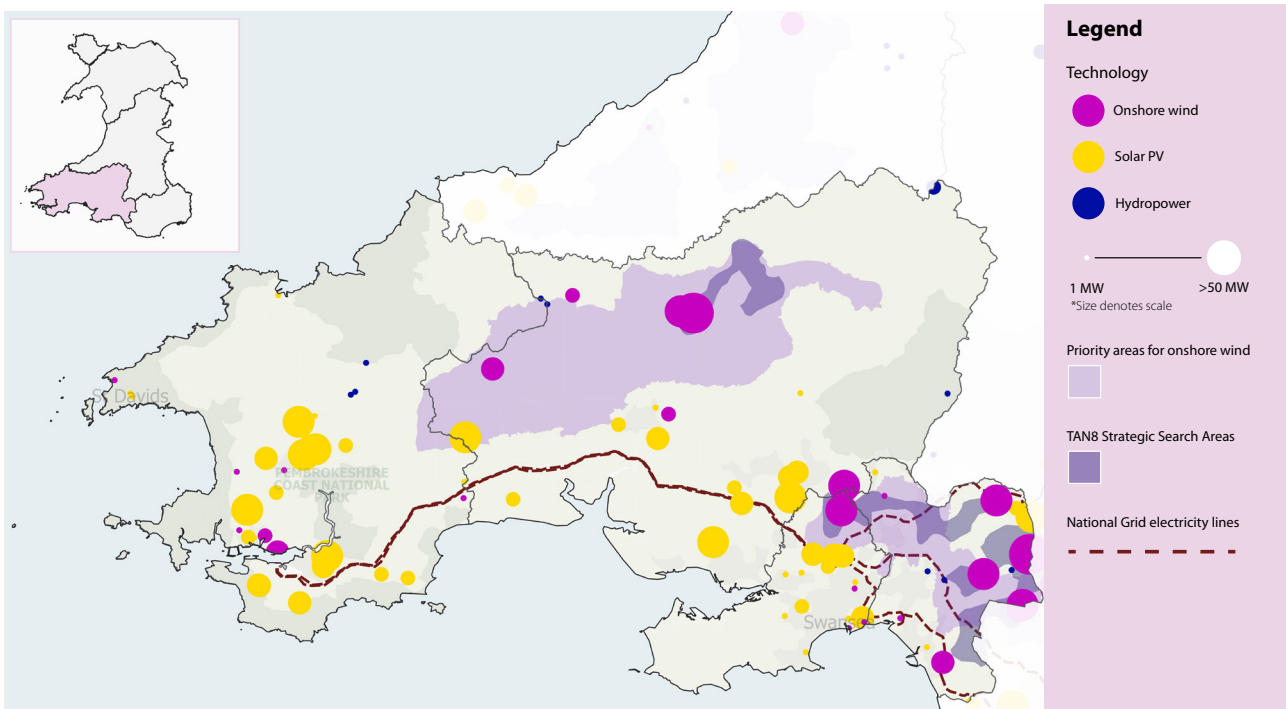 St Davids
PEMBROKESHIRE
COAST NATIONAL
PARK
Swansea
Legend
Technology
Onshore wind
Solar PV
Hydropower
1 MW
>50 MW
*Size denotes scale
Priority areas for onshore wind
TAN8 Strategic Search Areas
National Grid electricity lines